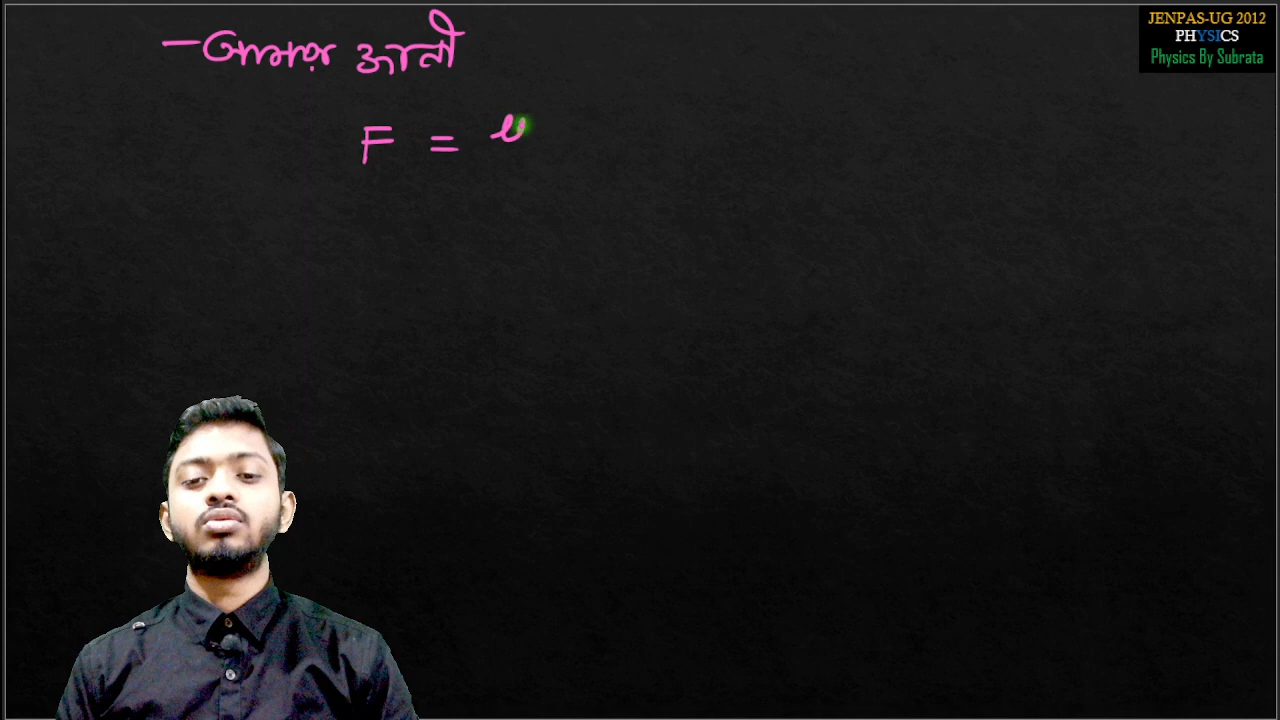 JENPAS-UG 2012
PHYSICS
Physics By Subrata
- আমরা জানী
F = u